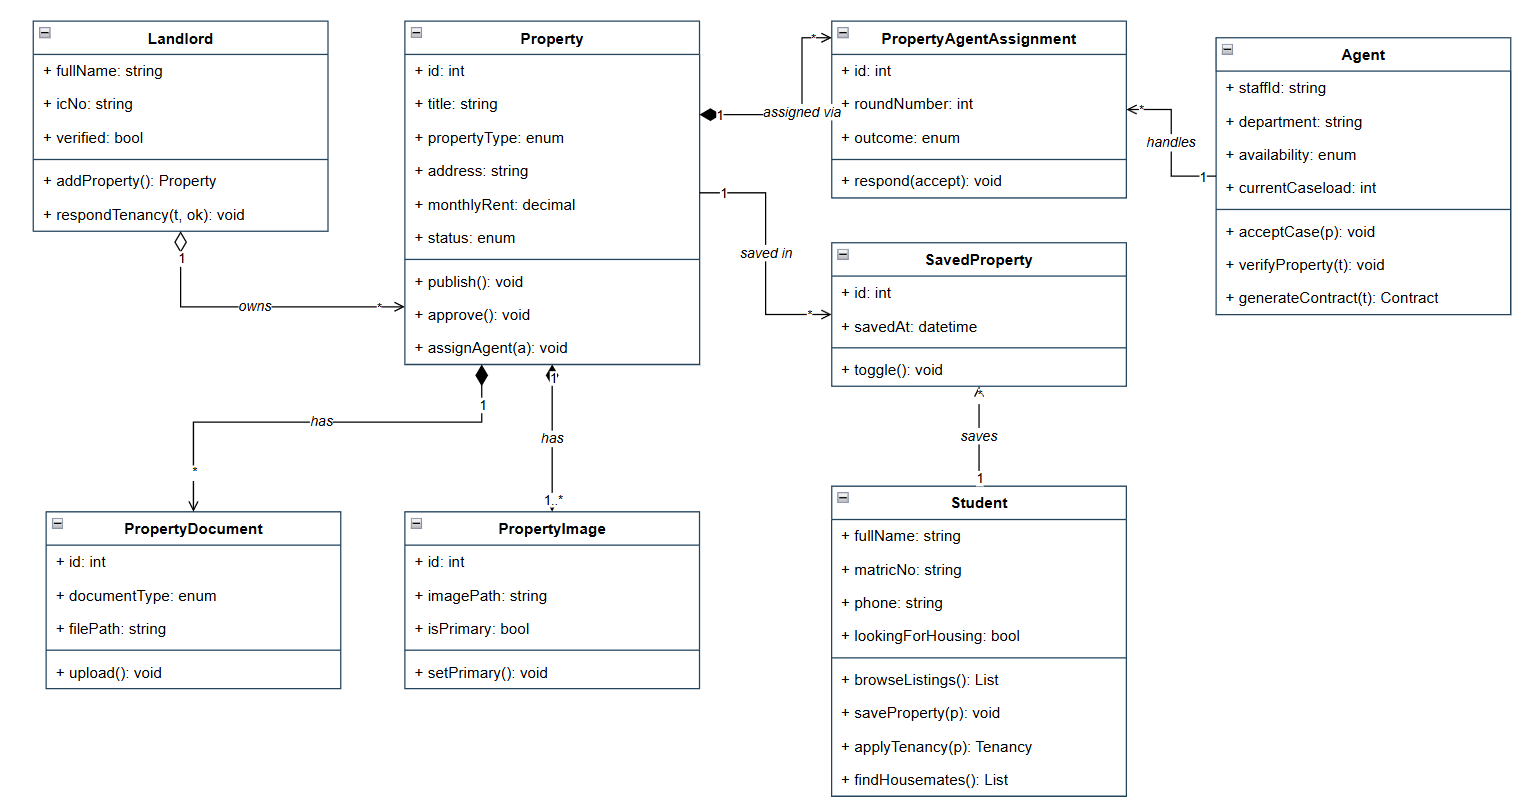 Landlord
+ fullName: string
+ icNo: string
+ verified: bool
+ addProperty(): Property
+ respondTenancy(t, ok): void
Property
+ id: int
+ title: string
+ propertyType: enum
+ address: string
+ monthlyRent: decimal
+ status: enum
+ publish(): void
+ approve(): void
+ assignAgent(a): void
PropertyAgentAssignment
+ id: int
+ roundNumber: int
+ outcome: enum
+ respond(accept): void
Agent
+ staffId: string
+ department: string
+ availability: enum
+ currentCaseload: int
+ acceptCase(p): void
+ verifyProperty(t): void
+ generateContract(t): Contract
1
assigned via
*
1
handles
*
1
saved in
*
SavedProperty
+ id: int
+ savedAt: datetime
+ toggle(): void
1
owns
*
1
has
*
1
has
1..*
*
saves
1
PropertyDocument
+ id: int
+ documentType: enum
+ filePath: string
+ upload(): void
PropertyImage
+ id: int
+ imagePath: string
+ isPrimary: bool
+ setPrimary(): void
Student
+ fullName: string
+ matricNo: string
+ phone: string
+ lookingForHousing: bool
+ browseListings(): List
+ saveProperty(p): void
+ applyTenancy(p): Tenancy
+ findHousemates(): List